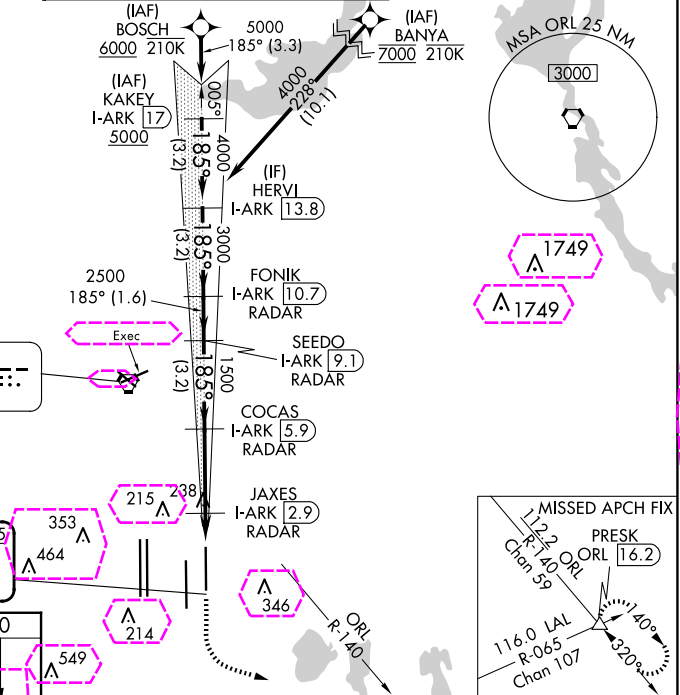 (IAF)
BOSCH
6000 210K
5000
185° (3.3)
(IAF)
BANYA
7000 210K
4000
228°
(10.1)
MSA ORL 25 NM
3000
(IAF)
KAKEY
I-ARK 17
5000
005°
185°
4000
(3.2)
(IF)
HERVI
I-ARK 13.8
185°
3000
(3.2)
1749
1749
2500
185° (1.6)
FONIK
I-ARK 10.7
RADAR
Exec
SEEDO
I-ARK 9.1
RADAR
185°
1500
(3.2)
COCAS
I-ARK 5.9
RADAR
215
238
JAXES
I-ARK 2.9
RADAR
353
464
346
214
549
0
ORL
R-140
MISSED APCH FIX
PRESK
ORL 16.2
112.2 ORL
R-140
Chan 59
116.0 LAL
R-065
Chan 107
140°
320°